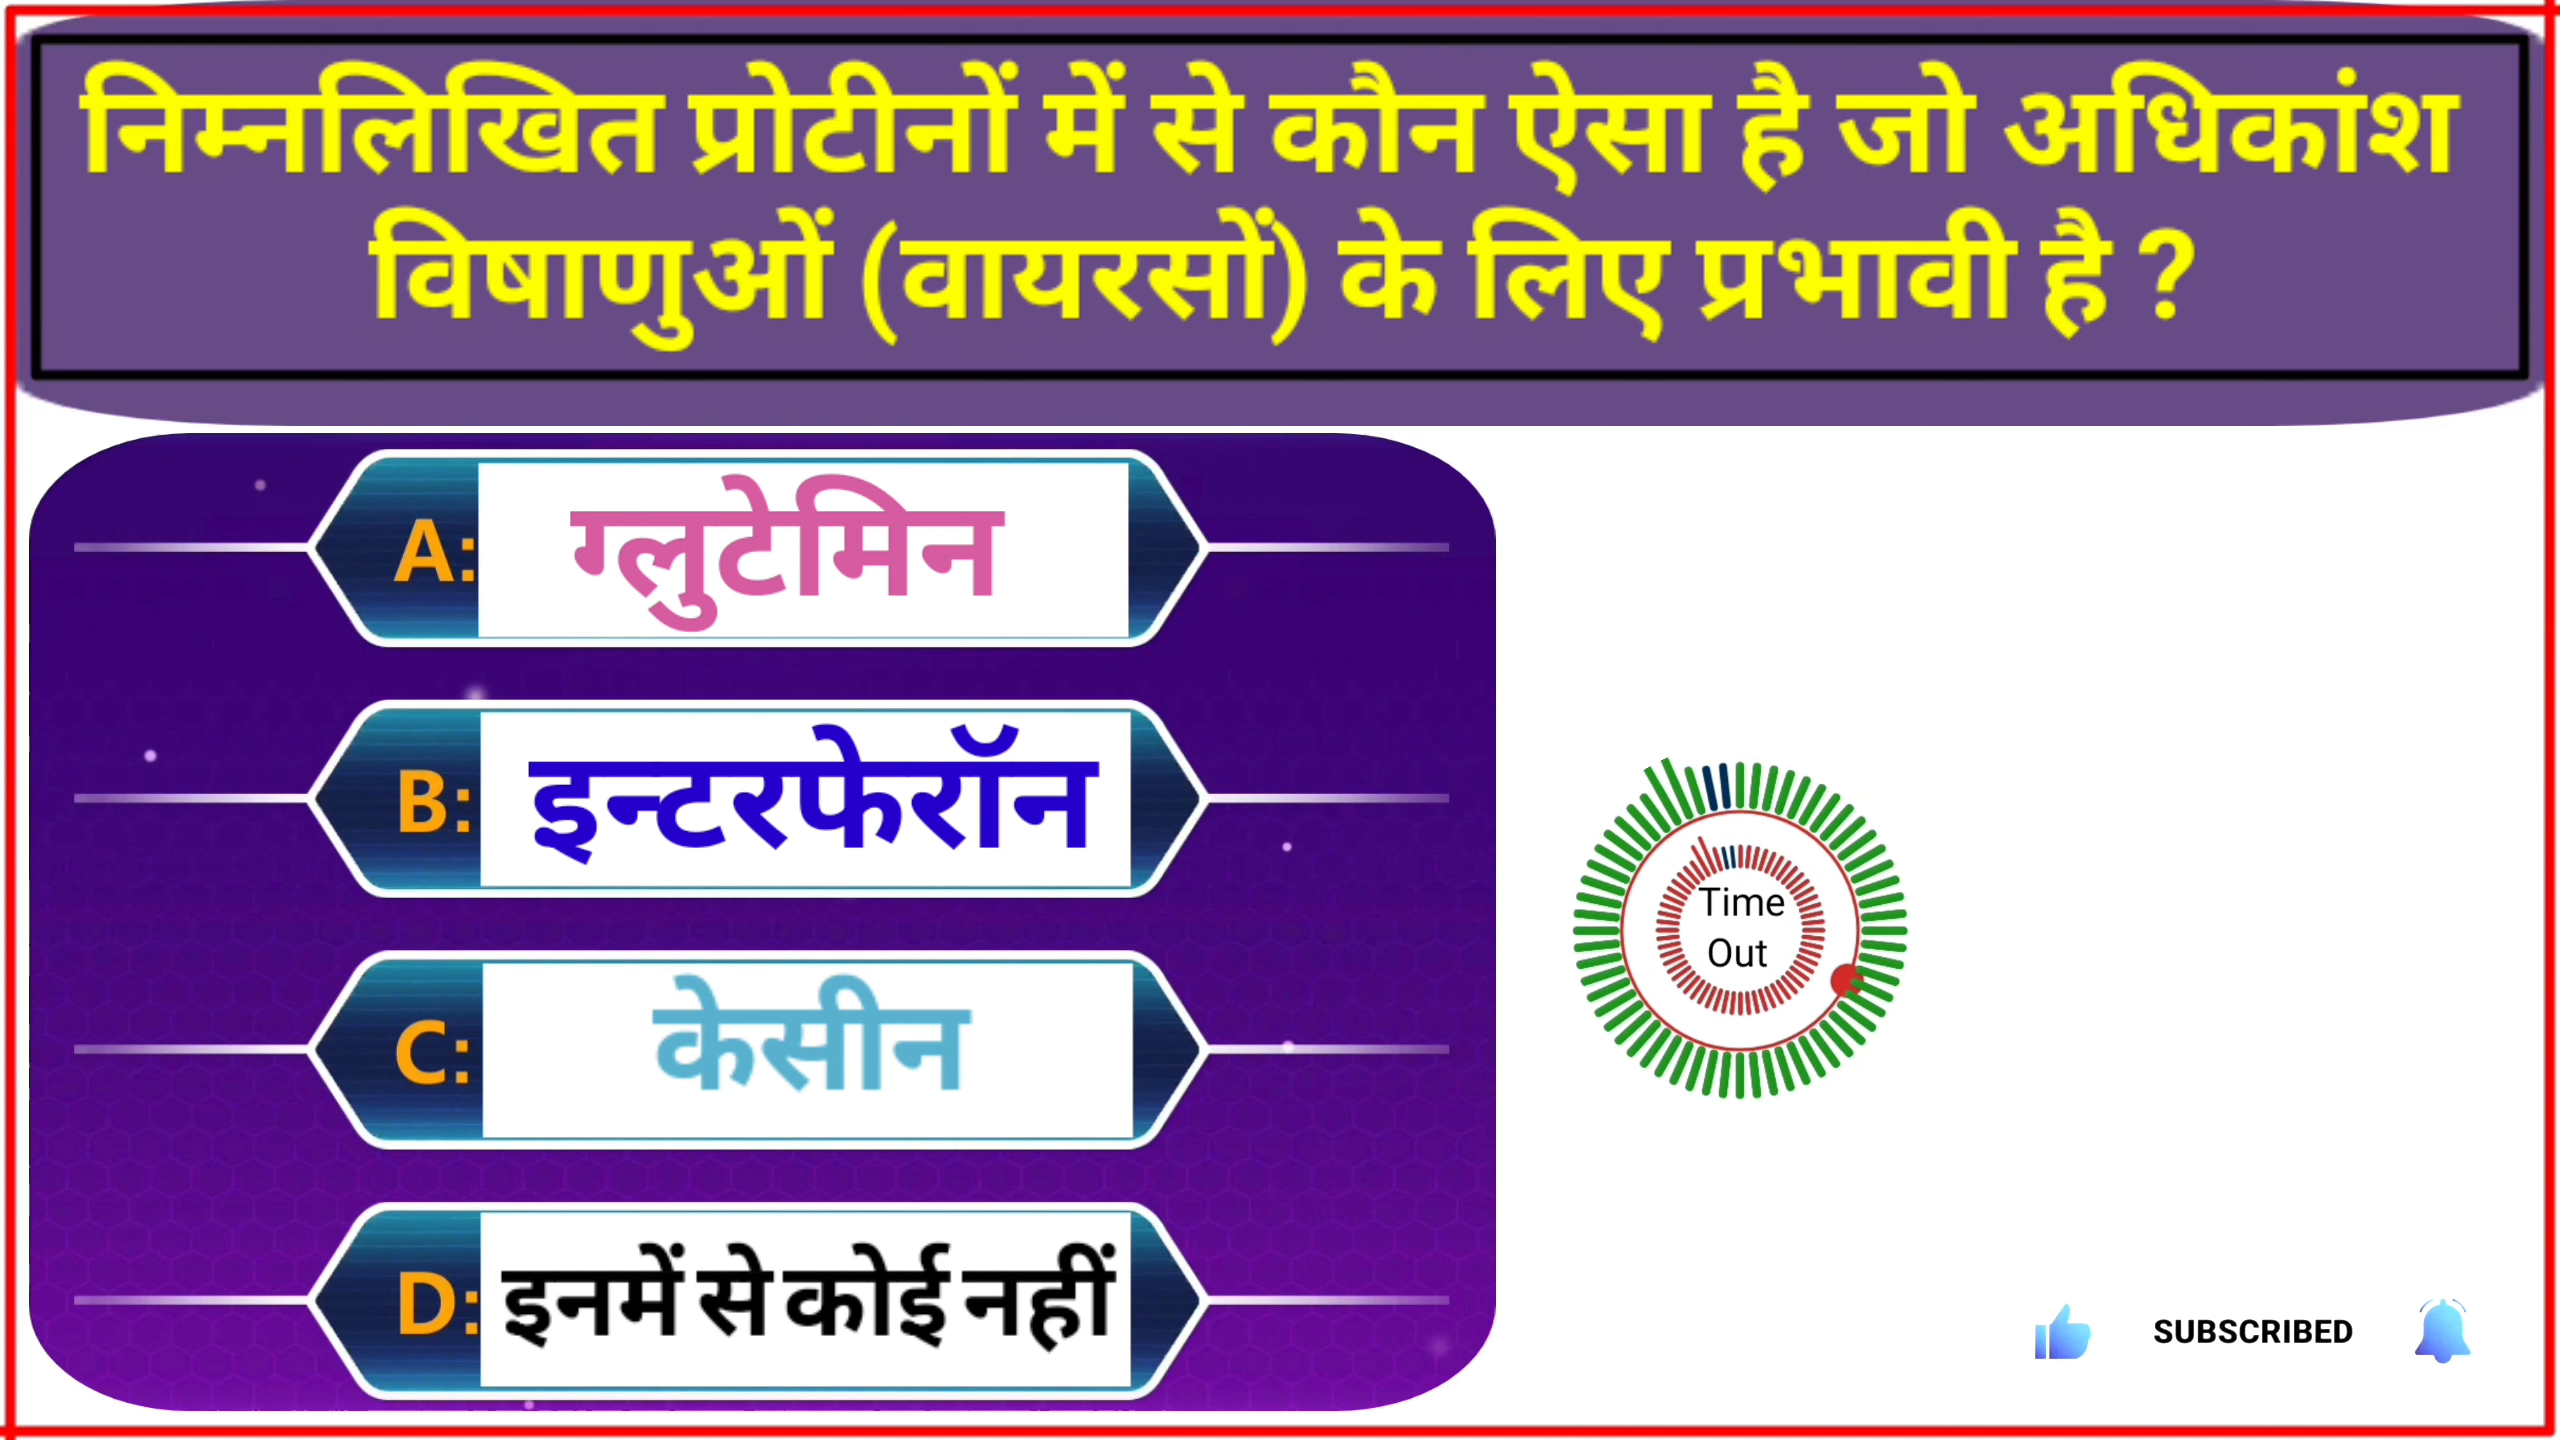 निम्नलिखित प्रोटीनों में से कौन ऐसा है जो अधिकांश
विषाणुओं (वायरसों) के लिए प्रभावी है ?
A: ग्लुटेमिन
B: इन्टरफेरॉन
C: केसीन
D: इनमें से कोई नहीं
Time
Out
SUBSCRIBED